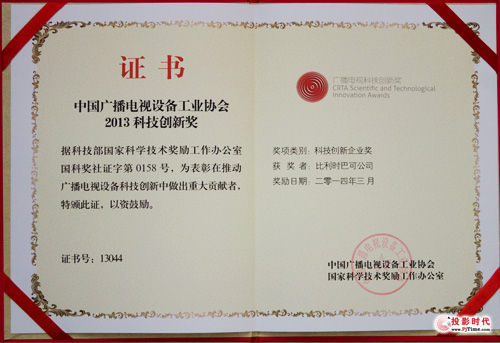 证书
中国广播电视设备工业协会
2013 科技创新奖
据科技部国家科学技术奖励工作办公室
国科奖社证字第0158 号，为表彰在推动
广播电视设备科技创新中做出重大贡献者，
特颁此证，以资鼓励。
证书号：13044
广播电视科技创新奖
CRTA Scientific and Technological
Innovation Awards
奖项类别：科技创新企业奖
获 奖 者：比利时巴可公司
奖励日期：二零一四年三月
中国广播电视设备工业协会
国家科学技术奖励工作办公室
投影时代
www.PjTime.com